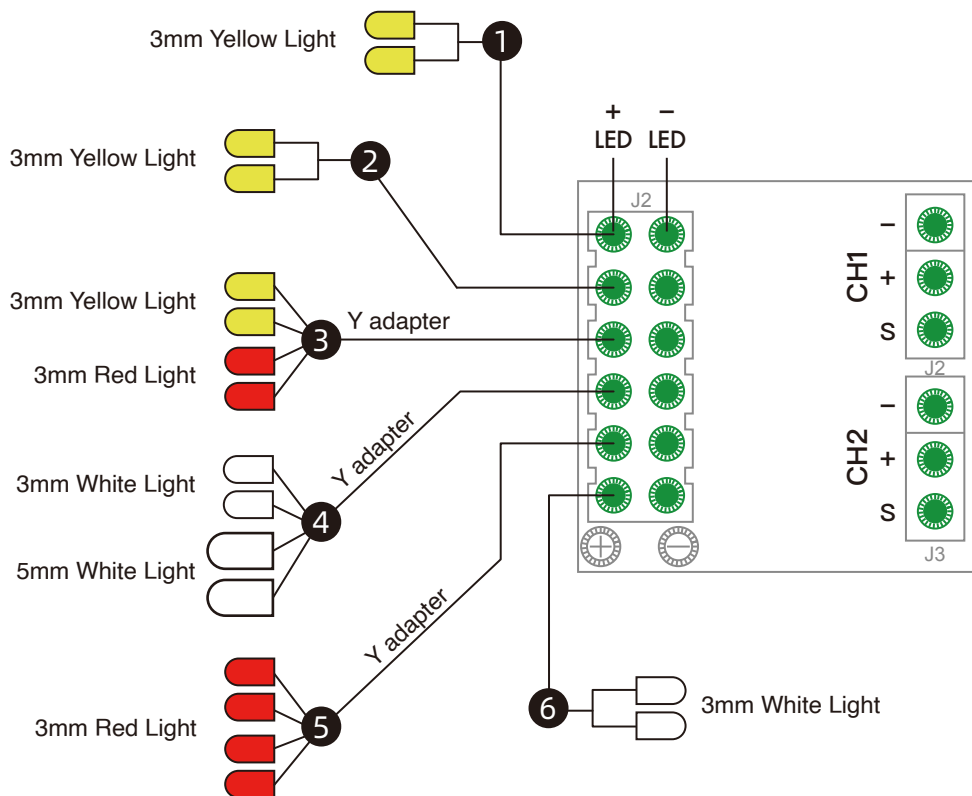 3mm Yellow Light
1
+ −
LED LED
3mm Yellow Light
2
J2
−
CH1
+
S
J2
3mm Yellow Light
3
Y adapter
3mm Red Light
−
CH2
+
S
J3
Y adapter
3mm White Light
4
5mm White Light
+ −
Y adapter
3mm Red Light
5
6
3mm White Light